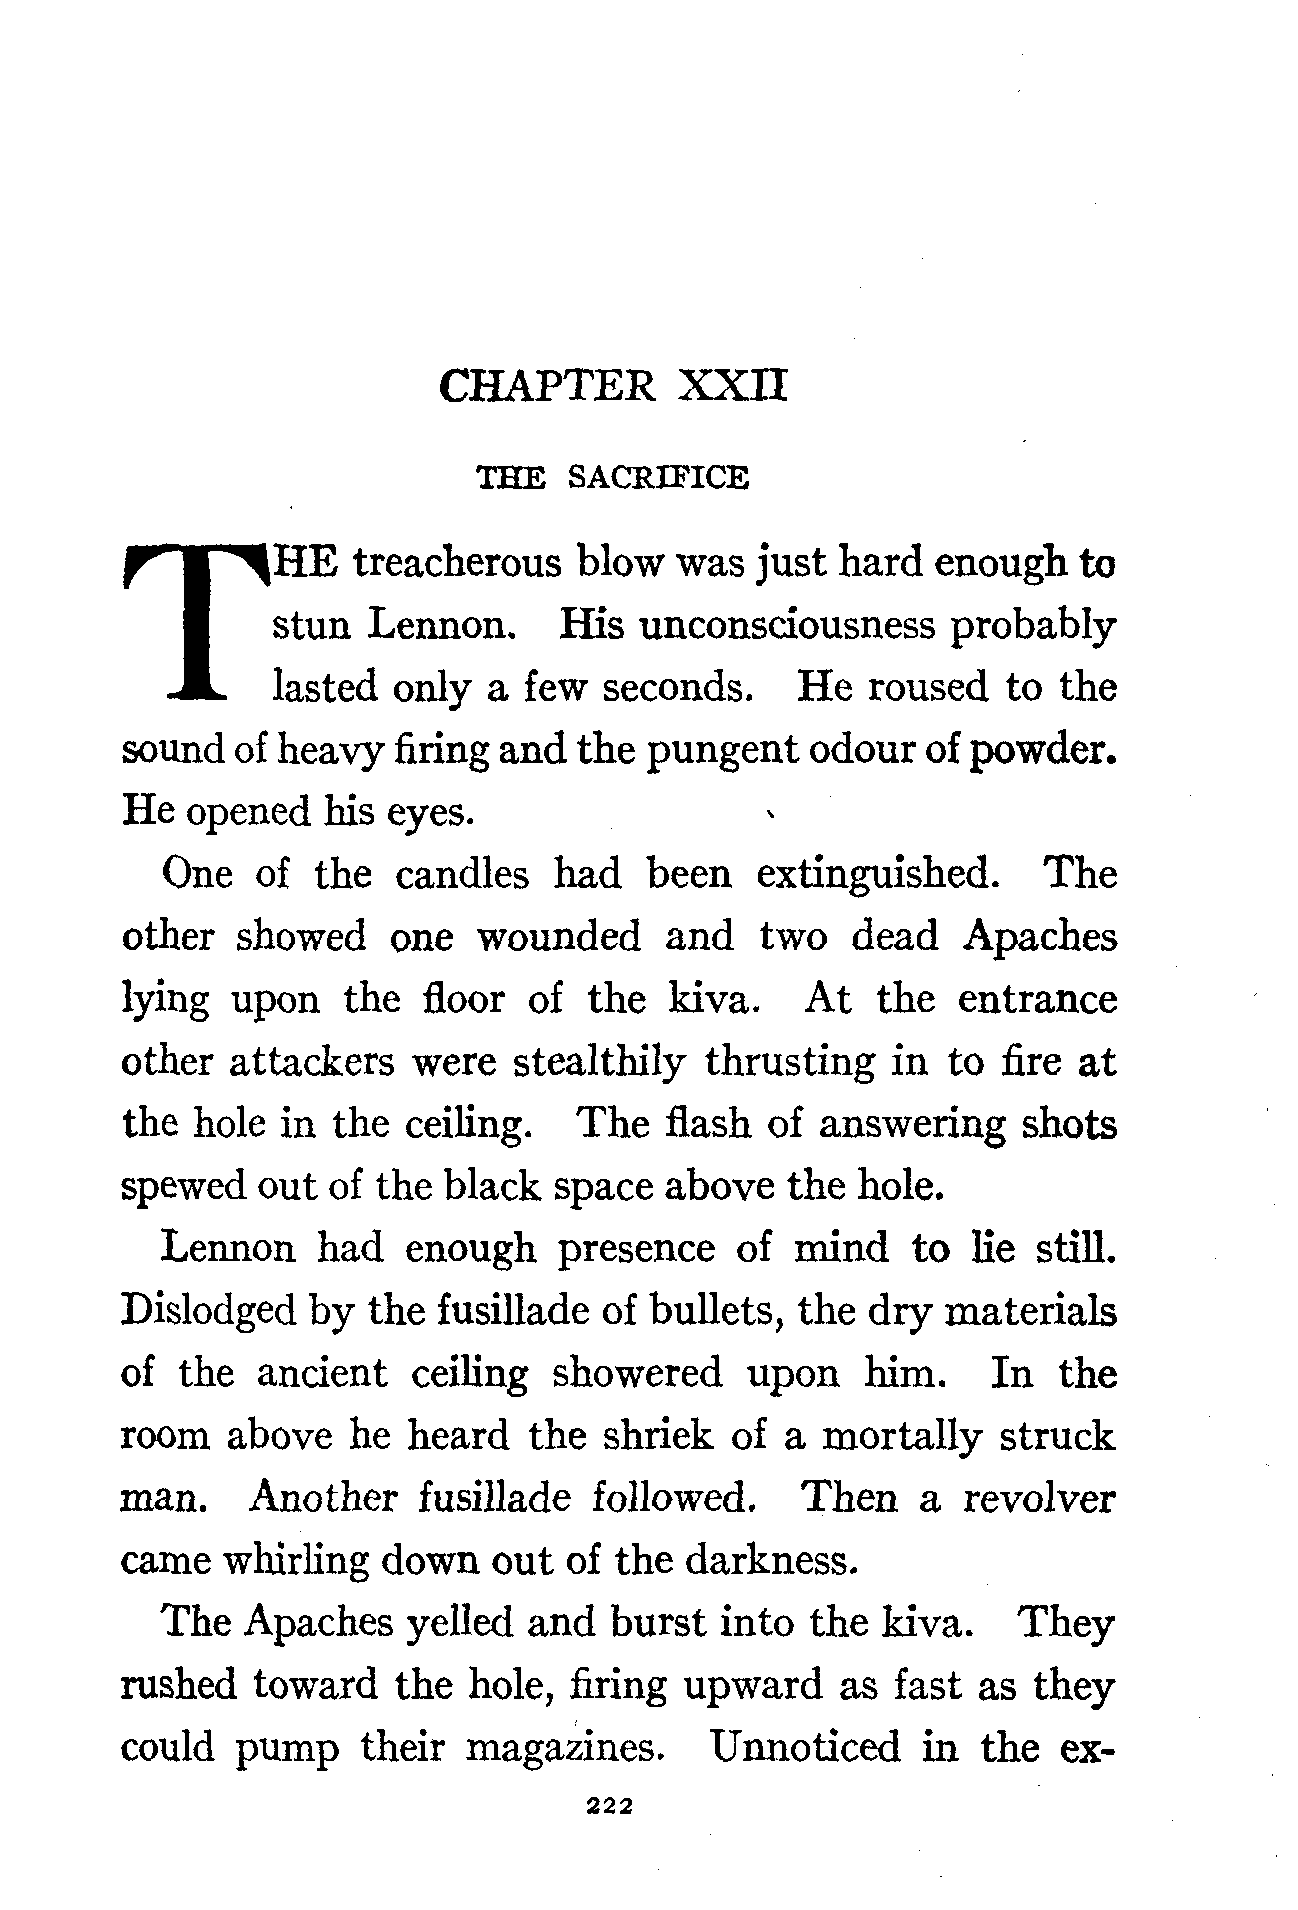 CHAPTER XXII
THE SACRIFICE
THE treacherous blow was just hard enough to
stun Lennon. His unconsciousness probably
lasted only a few seconds. He roused to the
sound of heavy firing and the pungent odour of powder.
He opened his eyes.
One of the candles had been extinguished. The
other showed one wounded and two dead Apaches
lying upon the floor of the kiva. At the entrance
other attackers were stealthily thrusting in to fire at
the hole in the ceiling. The flash of answering shots
spewed out of the black space above the hole.
Lennon had enough presence of mind to lie still.
Dislodged by the fusillade of bullets, the dry materials
of the ancient ceiling showered upon him. In the
room above he heard the shriek of a mortally struck
man. Another fusillade followed. Then a revolver
came whirling down out of the darkness.
The Apaches yelled and burst into the kiva. They
rushed toward the hole, firing upward as fast as they
could pump their magazines. Unnoticed in the ex-
222